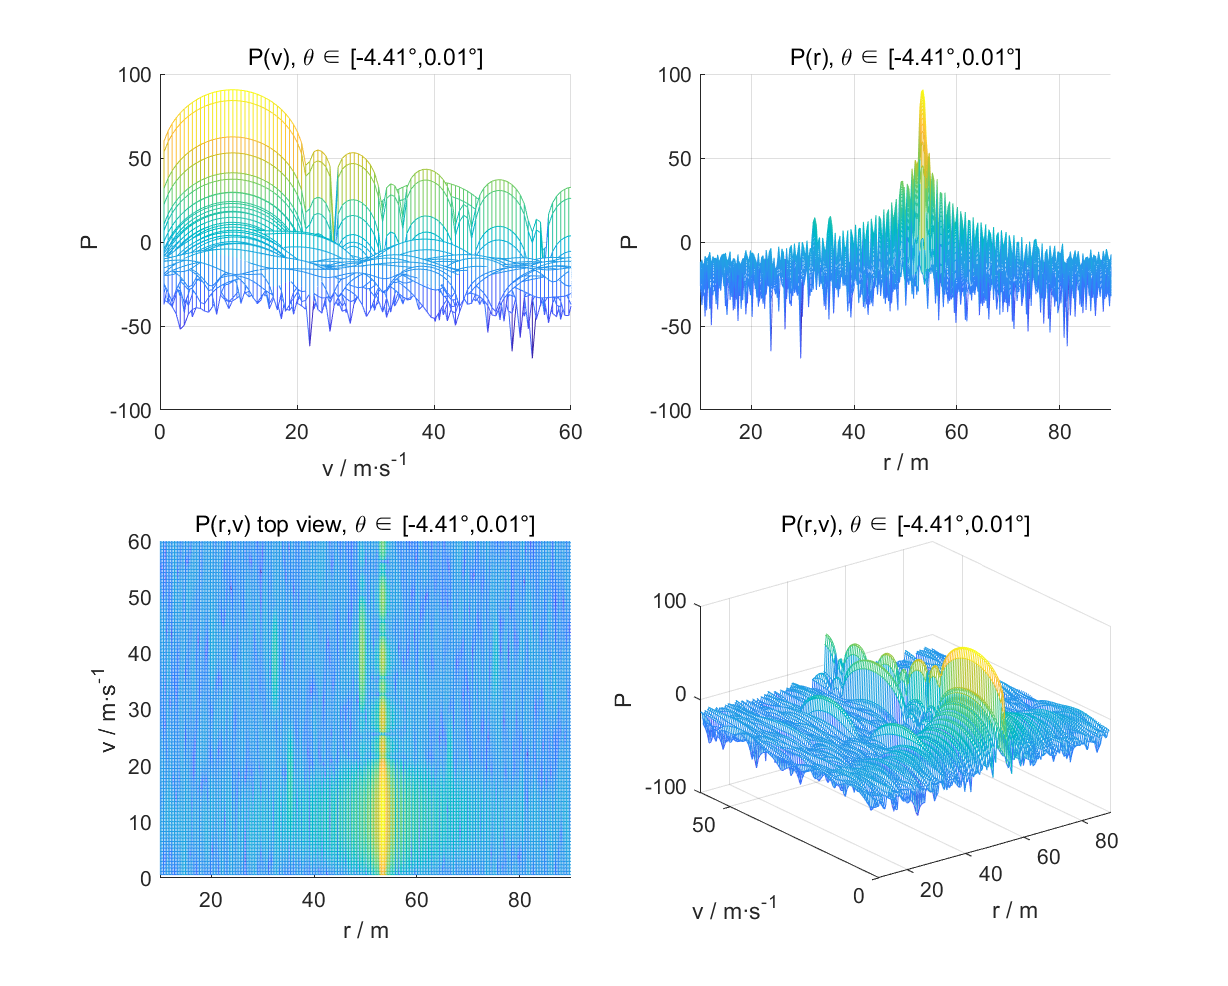 P(v), θ ∈ [-4.41°,0.01°]
100
50
0
-50
-100
P
0
20
40
60
v / m·s-1
P(r), θ ∈ [-4.41°,0.01°]
100
50
0
-50
-100
P
20
40
60
80
r / m
P(r,v) top view, θ ∈ [-4.41°,0.01°]
60
50
40
30
20
10
0
v / m·s-1
20
40
60
80
r / m
P(r,v), θ ∈ [-4.41°,0.01°]
100
0
-100
P
50
0
v / m·s-1
20
40
60
80
r / m